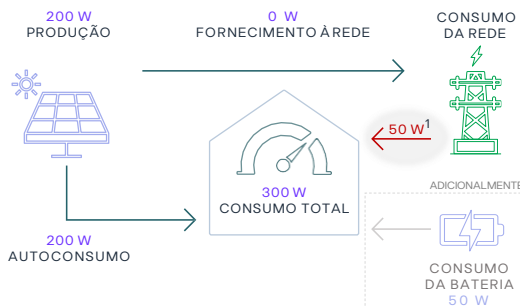 200 W
PRODUÇÃO
0 W
FORNECIMENTO À REDE
CONSUMO
DA REDE
50 W¹
300 W
CONSUMO TOTAL
ADICIONALMENTE
200 W
AUTOCONSUMO
CONSUMO
DA BATERIA
50 W